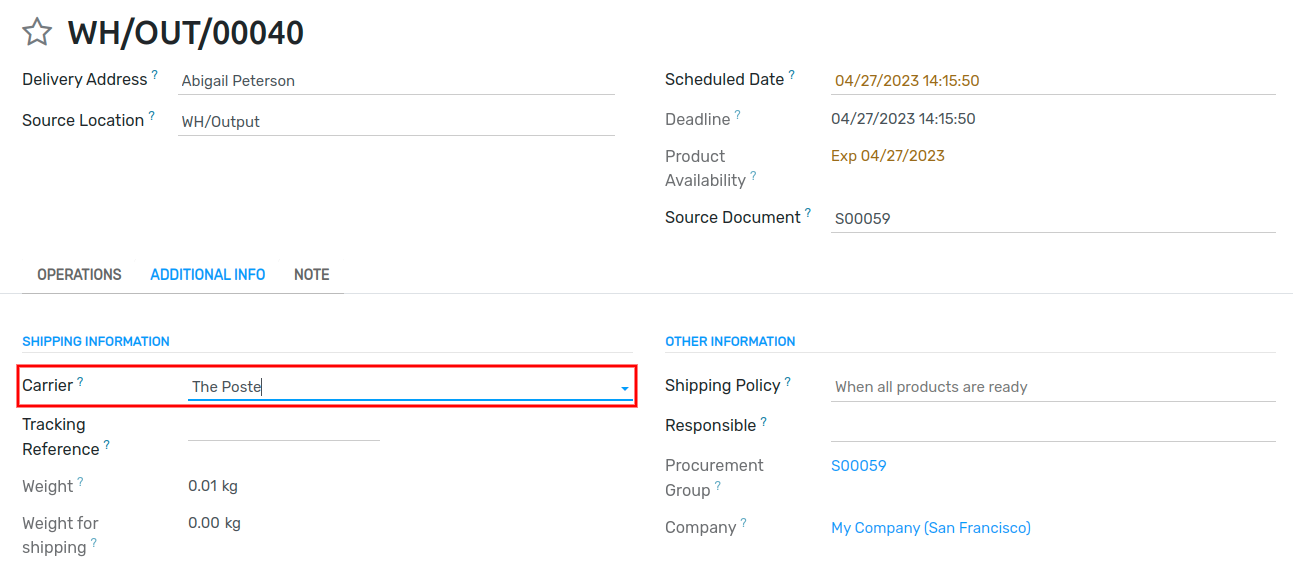 WH/OUT/00040
Delivery Address ? Abigail Peterson
Source Location ? WH/Output
Scheduled Date ? 04/27/2023 14:15:50
Deadline ? 04/27/2023 14:15:50
Product
Availability ? Exp 04/27/2023
Source Document ? S00059
OPERATIONS ADDITIONAL INFO NOTE
SHIPPING INFORMATION
Carrier ? The Poste
Tracking
Reference ?
Weight ? 0.01 kg
Weight for
shipping ? 0.00 kg
OTHER INFORMATION
Shipping Policy ? When all products are ready
Responsible ?
Procurement
Group ? S00059
Company ? My Company (San Francisco)